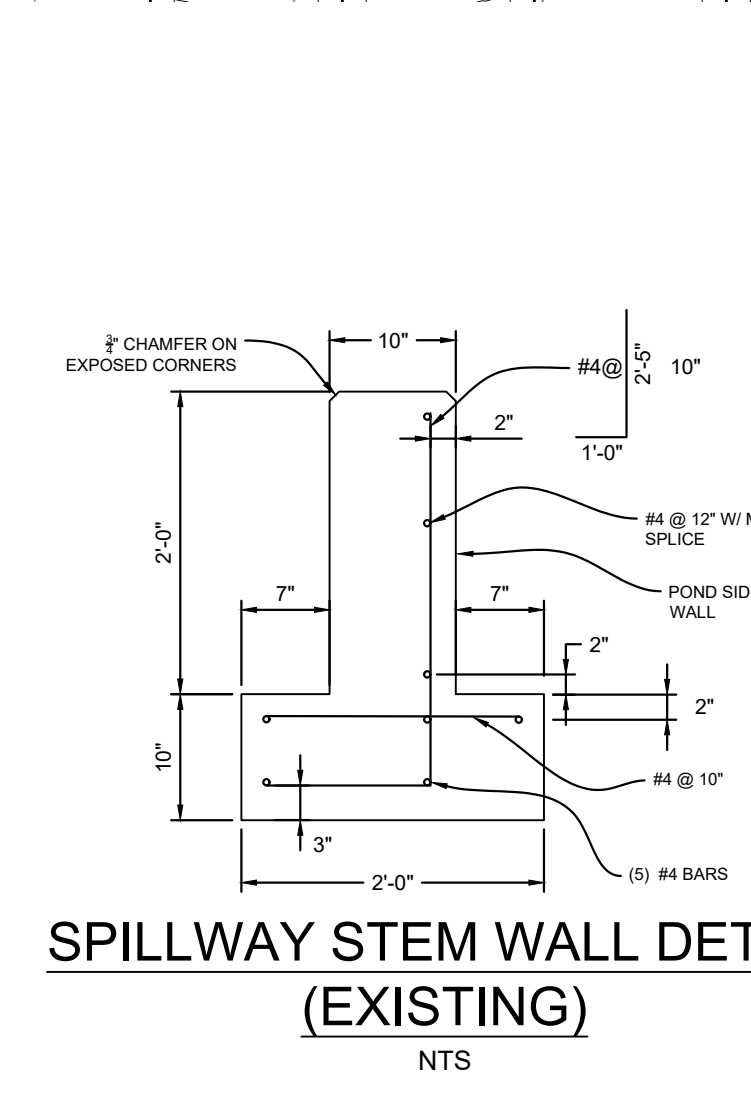 ¾" CHAMFER ON
EXPOSED CORNERS
10"
#4@
2'-5"
10"
1'-0"
2"
2'-0"
#4 @ 12" W/
SPLICE
7"
7"
POND SID
WALL
2"
2"
10"
#4 @ 10"
3"
(5) #4 BARS
2'-0"
SPILLWAY STEM WALL DET
(EXISTING)
NTS